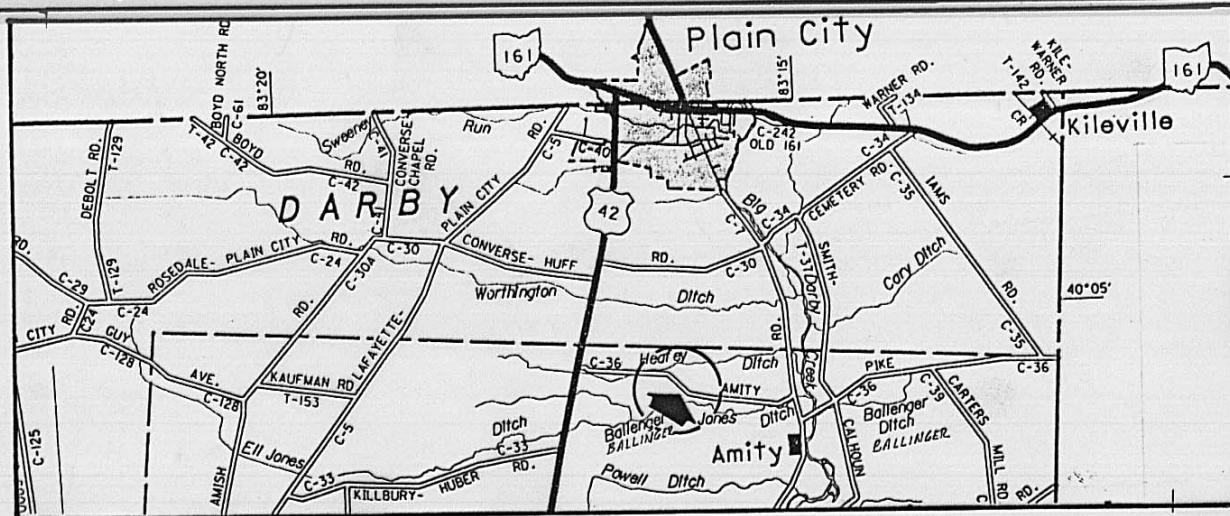 Plain City
161
161
BOYD NORTH RD.
C-61
83°20'
83°15'
KILE-
WARNER
RD.
T-142
CR.
Kileville
WARNER RD.
T-134
DEBOLT RD.
T-129
T-42
C-42
BOYD
RD.
C-42
Sweeney
Run
C-41
CONVERSE-
CHAPEL
RD.
RD.
C-5
C-40
C-242
OLD 161
C-34
CEMETERY RD.
C-35
IAMS
RD.
C-35
DARBY
PLAIN CITY
42
Big
C-7
C-34
T-37
SMITH-
Darby
Creek
Cary Ditch
C-29
T-129
ROSEDALE- PLAIN CITY RD.
C-24
C-30A
C-30
CONVERSE- HUFF RD.
C-30
Worthington Ditch
40°05'
CITY RD.
C24
C-24
GUY
C-128
AVE.
C-128
RD.
LAFAYETTE-
KAUFMAN RD.
T-153
C-5
C-36
Heafey Ditch
RD.
AMITY
PIKE
C-36
C-36
C-39
CARTERS
MILL RD.
Ballenger
BALLINGER
Jones Ditch
Ballenger
Ditch
BALLINGER
Amity
CALHOUN
Ditch
C-33
Ell Jones
C-33
KILLBURY- HUBER RD.
Powell Ditch
AMISH
C-125
RD.